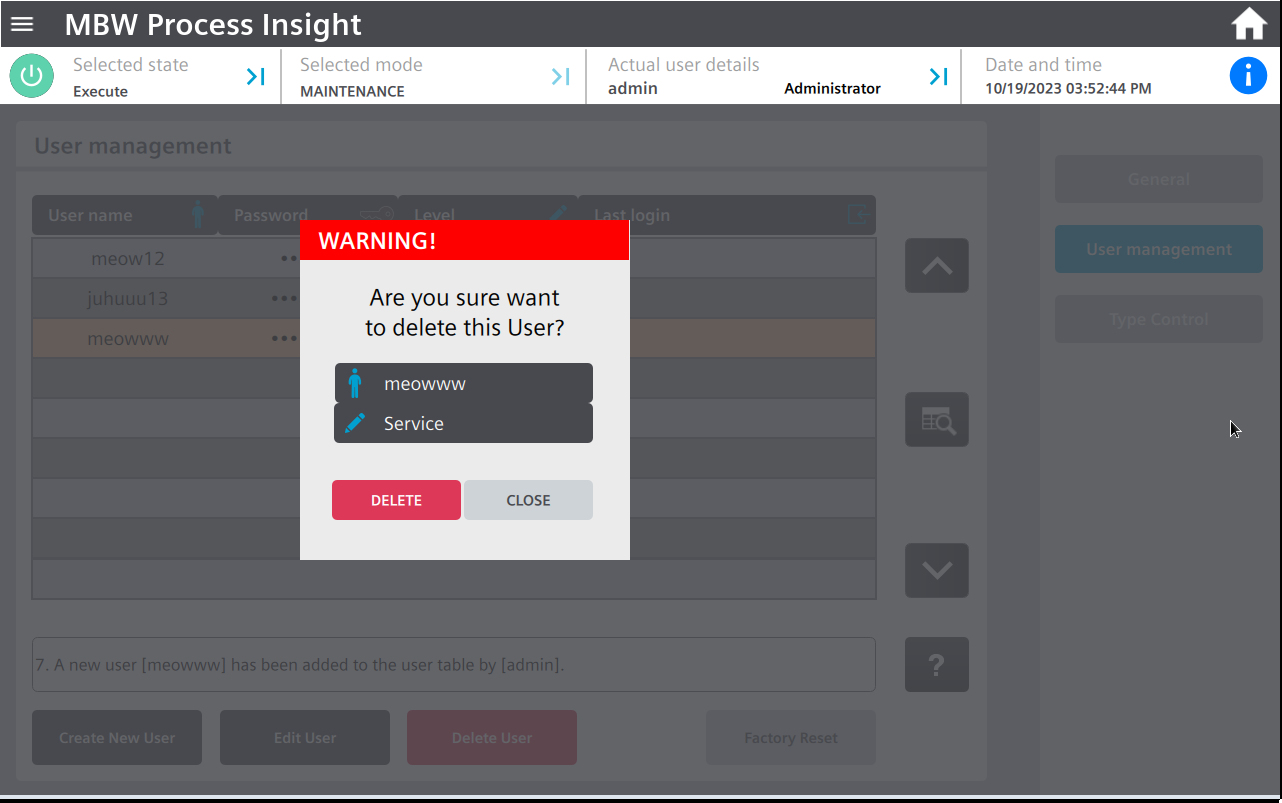 MBW Process Insight
Selected state
Execute
Selected mode
MAINTENANCE
Actual user details
admin Administrator
Date and time
10/19/2023 03:52:44 PM
User management
User name Password Level Last login
meow12
juhuuu13
meowww
WARNING!
Are you sure want
to delete this User?
meowww
Service
DELETE CLOSE
7. A new user [meowww] has been added to the user table by [admin].
?
Create New User Edit User Delete User Factory Reset
General
User management
Type Control